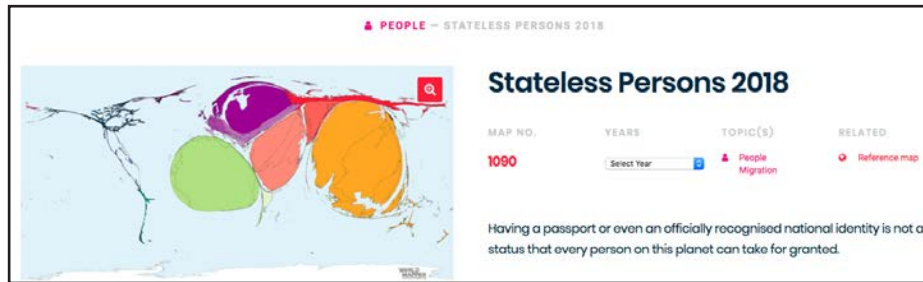 PEOPLE — STATELESS PERSONS 2018
Stateless Persons 2018
MAP NO. YEARS TOPIC(S) RELATED
1090 Select Year People Reference map
Migration
Having a passport or even an officially recognised national identity is not a
status that every person on this planet can take for granted.
WORLD
MAPPER